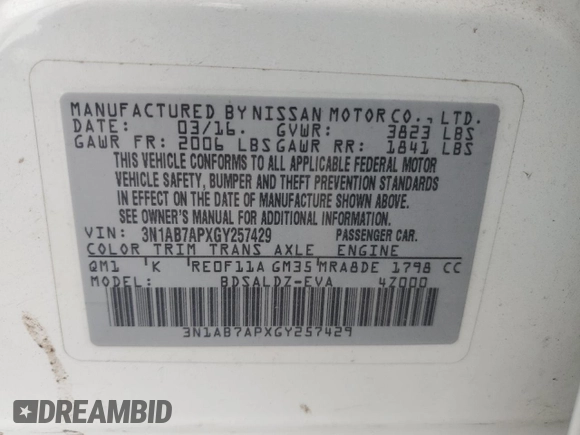 MANUFACTURED BY NISSAN MOTOR CO., LTD.
DATE: 03/16. GVWR: 3823 LBS
GAWR FR: 2006 LBS GAWR RR: 1841 LBS
THIS VEHICLE CONFORMS TO ALL APPLICABLE FEDERAL MOTOR
VEHICLE SAFETY, BUMPER AND THEFT PREVENTION STANDARDS
IN EFFECT ON THE DATE OF MANUFACTURE SHOWN ABOVE.
SEE OWNER'S MANUAL FOR ADDITIONAL INFORMATION.
VIN: 3N1AB7APXGY257429 PASSENGER CAR.
COLOR TRIM TRANS AXLE ENGINE
QM1 K RE0F11A GM35 MRA8DE 1798 CC
MODEL: BDSALDZ-EVA 4Z000
3N1AB7APXGY257429
DREAMBID